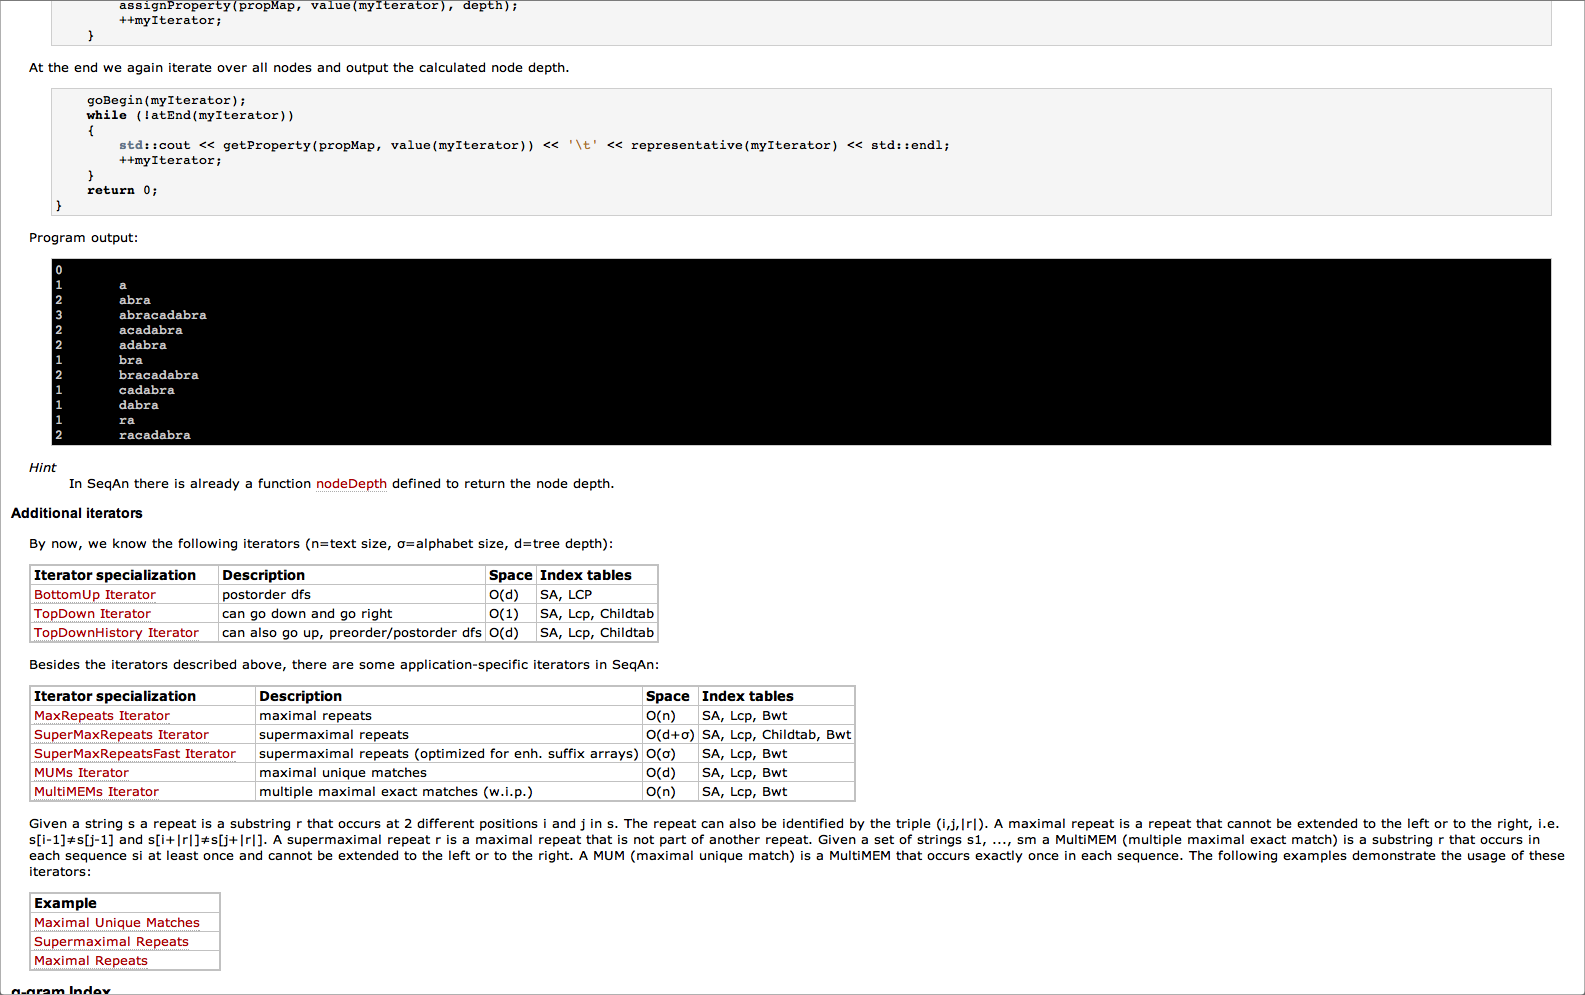 assignProperty(propMap, value(myIterator), depth);
++myIterator;
}
At the end we again iterate over all nodes and output the calculated node depth.
goBegin(myIterator);
while (!atEnd(myIterator))
{
std::cout << getProperty(propMap, value(myIterator)) << '\t' << representative(myIterator) << std::endl;
++myIterator;
}
return 0;
}
Program output:
0
1 a
2 abra
3 abracadabra
2 acadabra
2 adabra
1 bra
2 bracadabra
1 cadabra
1 dabra
1 ra
2 racadabra
Hint
In SeqAn there is already a function nodeDepth defined to return the node depth.
Additional iterators
By now, we know the following iterators (n=text size, σ=alphabet size, d=tree depth):
Iterator specialization Description Space Index tables
BottomUp Iterator postorder dfs O(d) SA, LCP
TopDown Iterator can go down and go right O(1) SA, Lcp, Childtab
TopDownHistory Iterator can also go up, preorder/postorder dfs O(d) SA, Lcp, Childtab
Besides the iterators described above, there are some application-specific iterators in SeqAn:
Iterator specialization Description Space Index tables
MaxRepeats Iterator maximal repeats O(n) SA, Lcp, Bwt
SuperMaxRepeats Iterator supermaximal repeats O(d+σ) SA, Lcp, Childtab, Bwt
SuperMaxRepeatsFast Iterator supermaximal repeats (optimized for enh. suffix arrays) O(σ) SA, Lcp, Bwt
MUMs Iterator maximal unique matches O(d) SA, Lcp, Bwt
MultiMEMs Iterator multiple maximal exact matches (w.i.p.) O(n) SA, Lcp, Bwt
Given a string s a repeat is a substring r that occurs at 2 different positions i and j in s. The repeat can also be identified by the triple (i,j,|r|). A maximal repeat is a repeat that cannot be extended to the left or to the right, i.e.
s[i-1]≠s[j-1] and s[i+|r|]≠s[j+|r|]. A supermaximal repeat r is a maximal repeat that is not part of another repeat. Given a set of strings s1, ..., sm a MultiMEM (multiple maximal exact match) is a substring r that occurs in
each sequence si at least once and cannot be extended to the left or to the right. A MUM (maximal unique match) is a MultiMEM that occurs exactly once in each sequence. The following examples demonstrate the usage of these
iterators:
Example
Maximal Unique Matches
Supermaximal Repeats
Maximal Repeats
q-gram Index